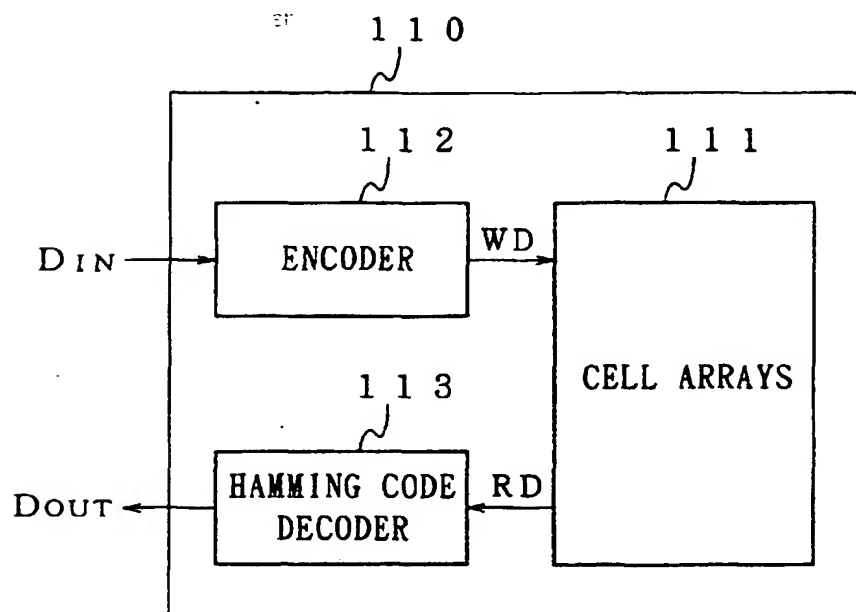 110
112
111
DIN
ENCODER
WD
CELL ARRAYS
113
DOUT
HAMMING CODE
DECODER
RD